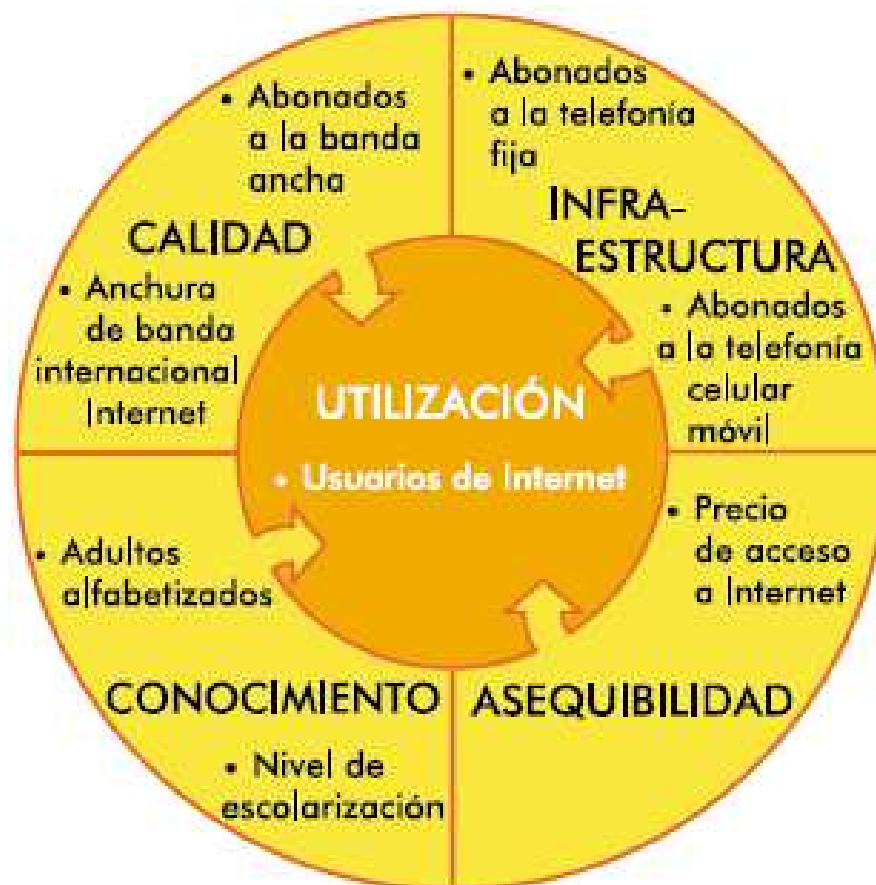 • Abonados
a la banda
ancha
CALIDAD
• Anchura
de banda
internacional
Internet
• Abonados
a la telefonía
fija
INFRA-
ESTRUCTURA
• Abonados
a la telefonía
celular
móvil
UTILIZACIÓN
• Usuarios de Internet
• Adultos
alfabetizados
CONOCIMIENTO
• Nivel de
escolarización
• Precio
de acceso
a Internet
ASEQUIBILIDAD